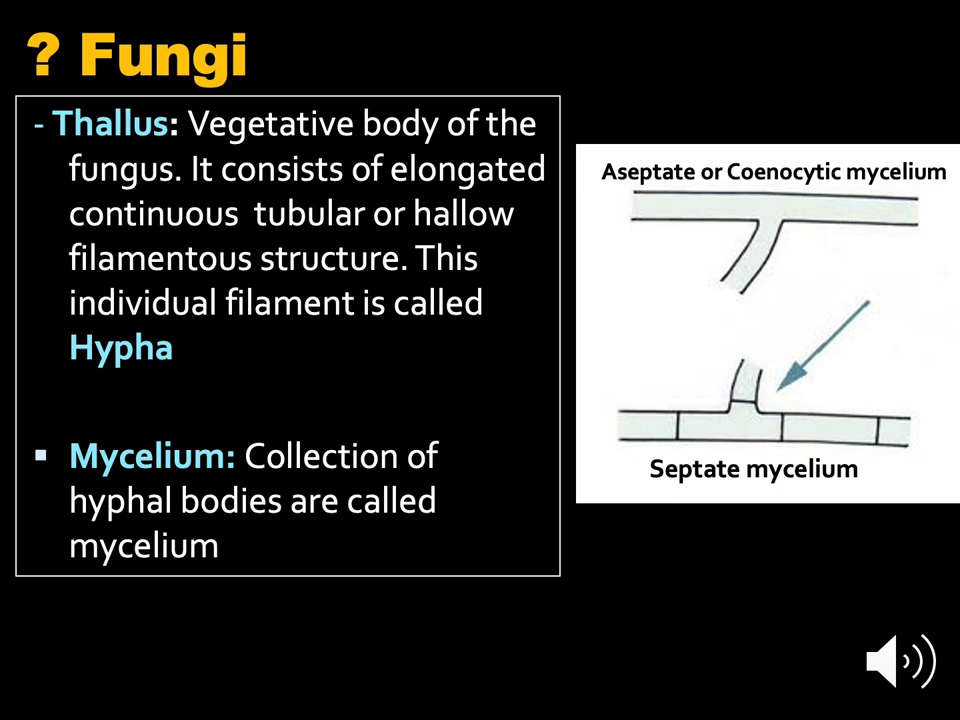 ? Fungi
- Thallus: Vegetative body of the
fungus. It consists of elongated
continuous tubular or hallow
filamentous structure. This
individual filament is called
Hypha
▪ Mycelium: Collection of
hyphal bodies are called
mycelium
Aseptate or Coenocytic mycelium
Septate mycelium